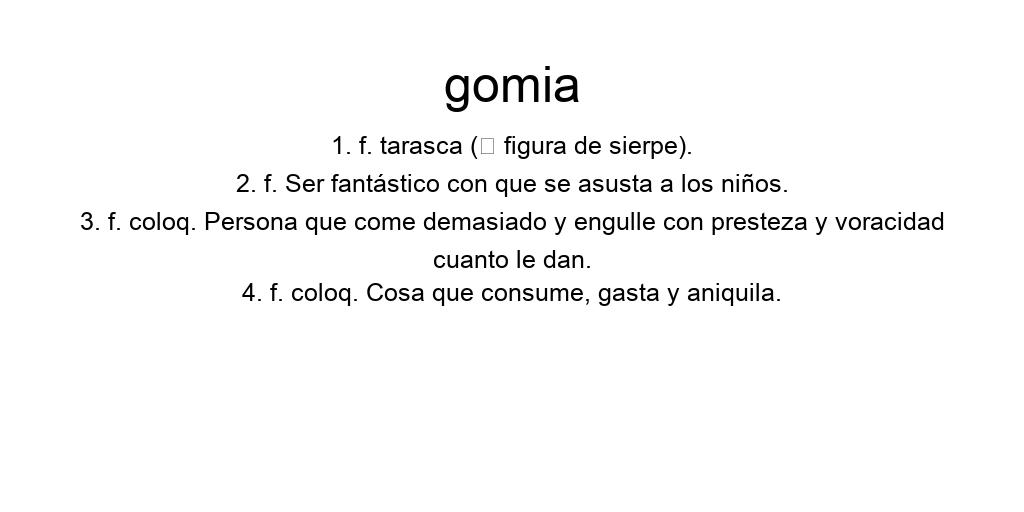 gomia
1. f. tarasca (▯ figura de sierpe).
2. f. Ser fantástico con que se asusta a los niños.
3. f. coloq. Persona que come demasiado y engulle con presteza y voracidad
cuanto le dan.
4. f. coloq. Cosa que consume, gasta y aniquila.